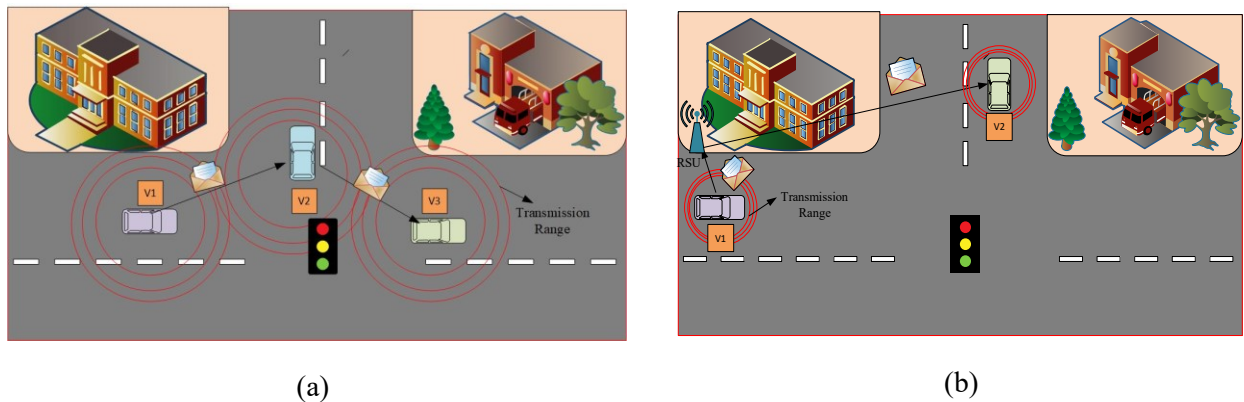 V1
V2
V3
Transmission
Range
(a)
V2
RSU
Transmission
Range
V1
(b)